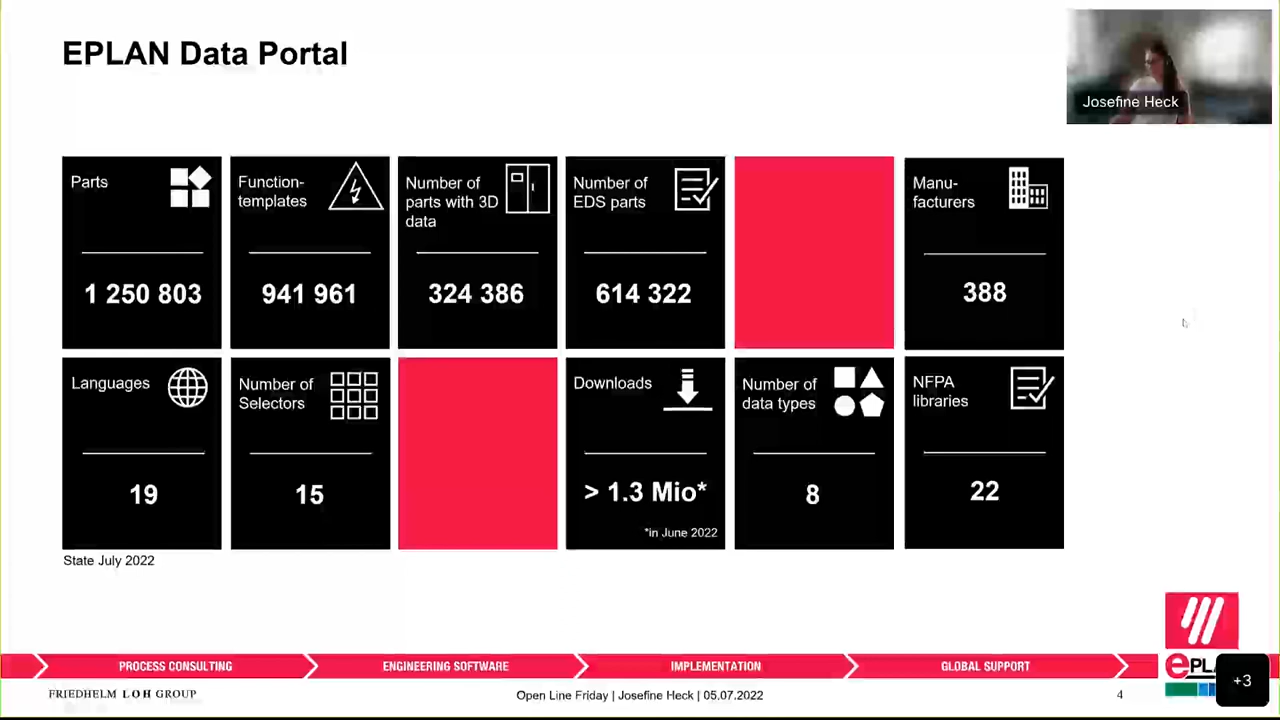 EPLAN Data Portal
Josefine Heck
Parts
1 250 803
Function-
templates
941 961
Number of
parts with 3D
data
324 386
Number of
EDS parts
614 322
Manu-
facturers
388
Languages
19
Number of
Selectors
15
Downloads
> 1.3 Mio*
*in June 2022
Number of
data types
8
NFPA
libraries
22
State July 2022
PROCESS CONSULTING
ENGINEERING SOFTWARE
IMPLEMENTATION
GLOBAL SUPPORT
FRIEDHELM LOH GROUP
Open Line Friday | Josefine Heck | 05.07.2022
4
+3